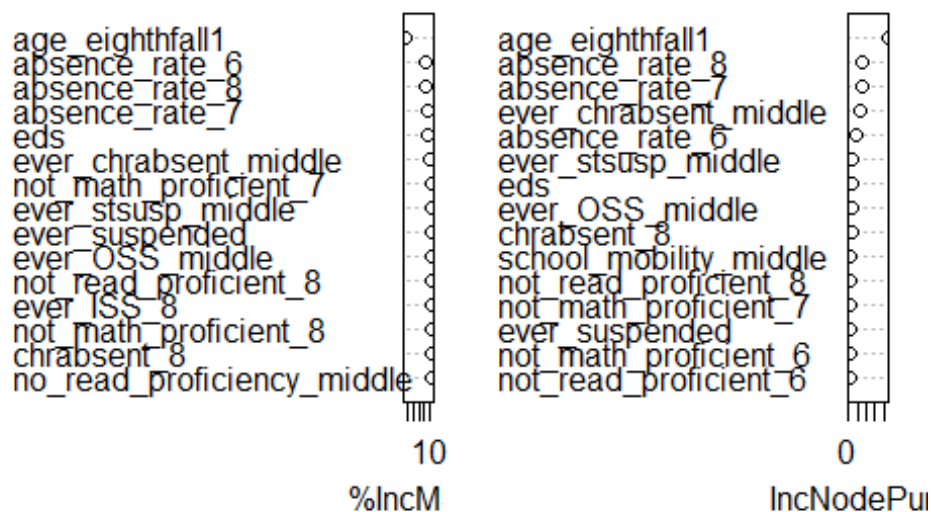 age_eighthfall1
absence_rate_6
absence_rate_8
absence_rate_7
eds
ever_chrabsent_middle
not_math_proficient_7
ever_stsusp_middle
ever_suspended
ever_OSS_middle
not_read_proficient_8
ever_ISS_8
not_math_proficient_8
chrabsent_8
no_read_proficiency_middle
10
%IncM
age_eighthfall1
absence_rate_8
absence_rate_7
ever_chrabsent_middle
absence_rate_6
ever_stsusp_middle
eds
ever_OSS_middle
chrabsent_8
school_mobility_middle
not_read_proficient_8
not_math_proficient_7
ever_suspended
not_math_proficient_6
not_read_proficient_6
0
IncNodePur